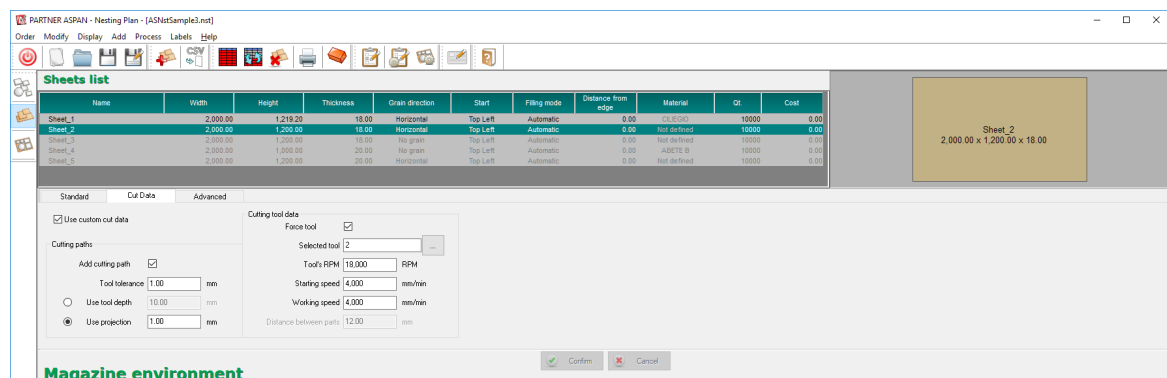 PARTNER ASPAN - Nesting Plan - [ASNstSample3.nst]
Order Modify Display Add Process Labels Help
CSV
Sheets list
Name Width Height Thickness Grain direction Start Filling mode Distance from edge Material Qt. Cost
Sheet_1 2,000.00 1,219.20 18.00 Horizontal Top Left Automatic 0.00 CILIEGIO 10000 0.00
Sheet_2 2,000.00 1,200.00 18.00 Horizontal Top Left Automatic 0.00 Not defined 10000 0.00
Sheet_3 2,000.00 1,200.00 18.00 No grain Top Left Automatic 0.00 Not defined 10000 0.00
Sheet_4 2,000.00 1,000.00 20.00 No grain Top Left Automatic 0.00 ABETE B 10000 0.00
Sheet_5 2,000.00 1,200.00 20.00 Horizontal Top Left Automatic 0.00 Not defined 10000 0.00
Sheet_2
2,000.00 x 1,200.00 x 18.00
Standard Cut Data Advanced
Use custom cut data
Cutting paths
Add cutting path
Tool tolerance 1.00 mm
Use tool depth 10.00 mm
Use projection 1.00 mm
Cutting tool data
Force tool
Selected tool 2 ...
Tool's RPM 18,000 RPM
Starting speed 4,000 mm/min
Working speed 4,000 mm/min
Distance between parts 12.00 mm
Confirm Cancel
Magazine environment